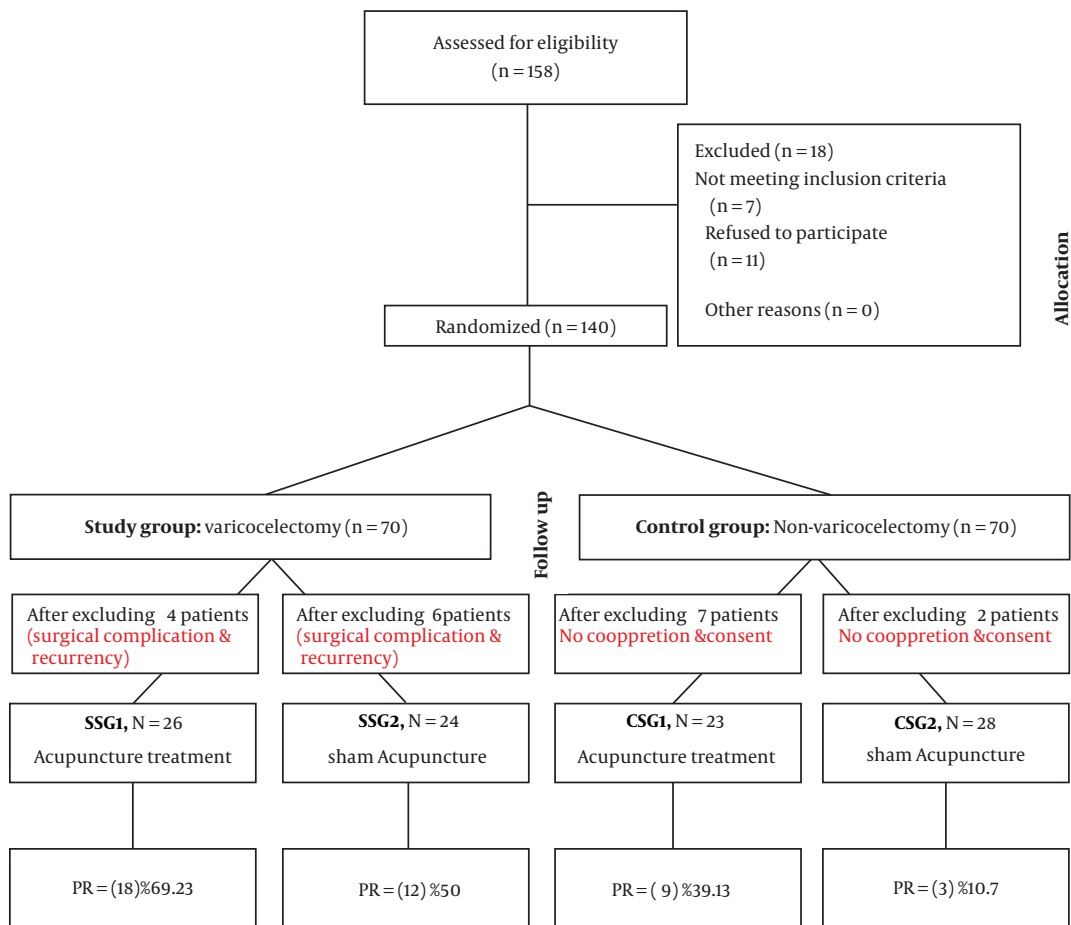 Assessed for eligibility
(n = 158)
Excluded (n = 18)
Not meeting inclusion criteria
(n = 7)
Refused to participate
(n = 11)
Other reasons (n = 0)
Allocation
Randomized (n = 140)
Study group: varicocelectomy (n = 70)
Follow up
Control group: Non-varicocelectomy (n = 70)
After excluding 4 patients
(surgical complication &
recurrency)
After excluding 6patients
(surgical complication &
recurrency)
After excluding 7 patients
No cooppretion &consent
After excluding 2 patients
No cooppretion &consent
SSG1, N = 26
Acupuncture treatment
SSG2, N = 24
sham Acupuncture
CSG1, N = 23
Acupuncture treatment
CSG2, N = 28
sham Acupuncture
PR = (18)%69.23
PR = (12) %50
PR = ( 9) %39.13
PR = (3) %10.7